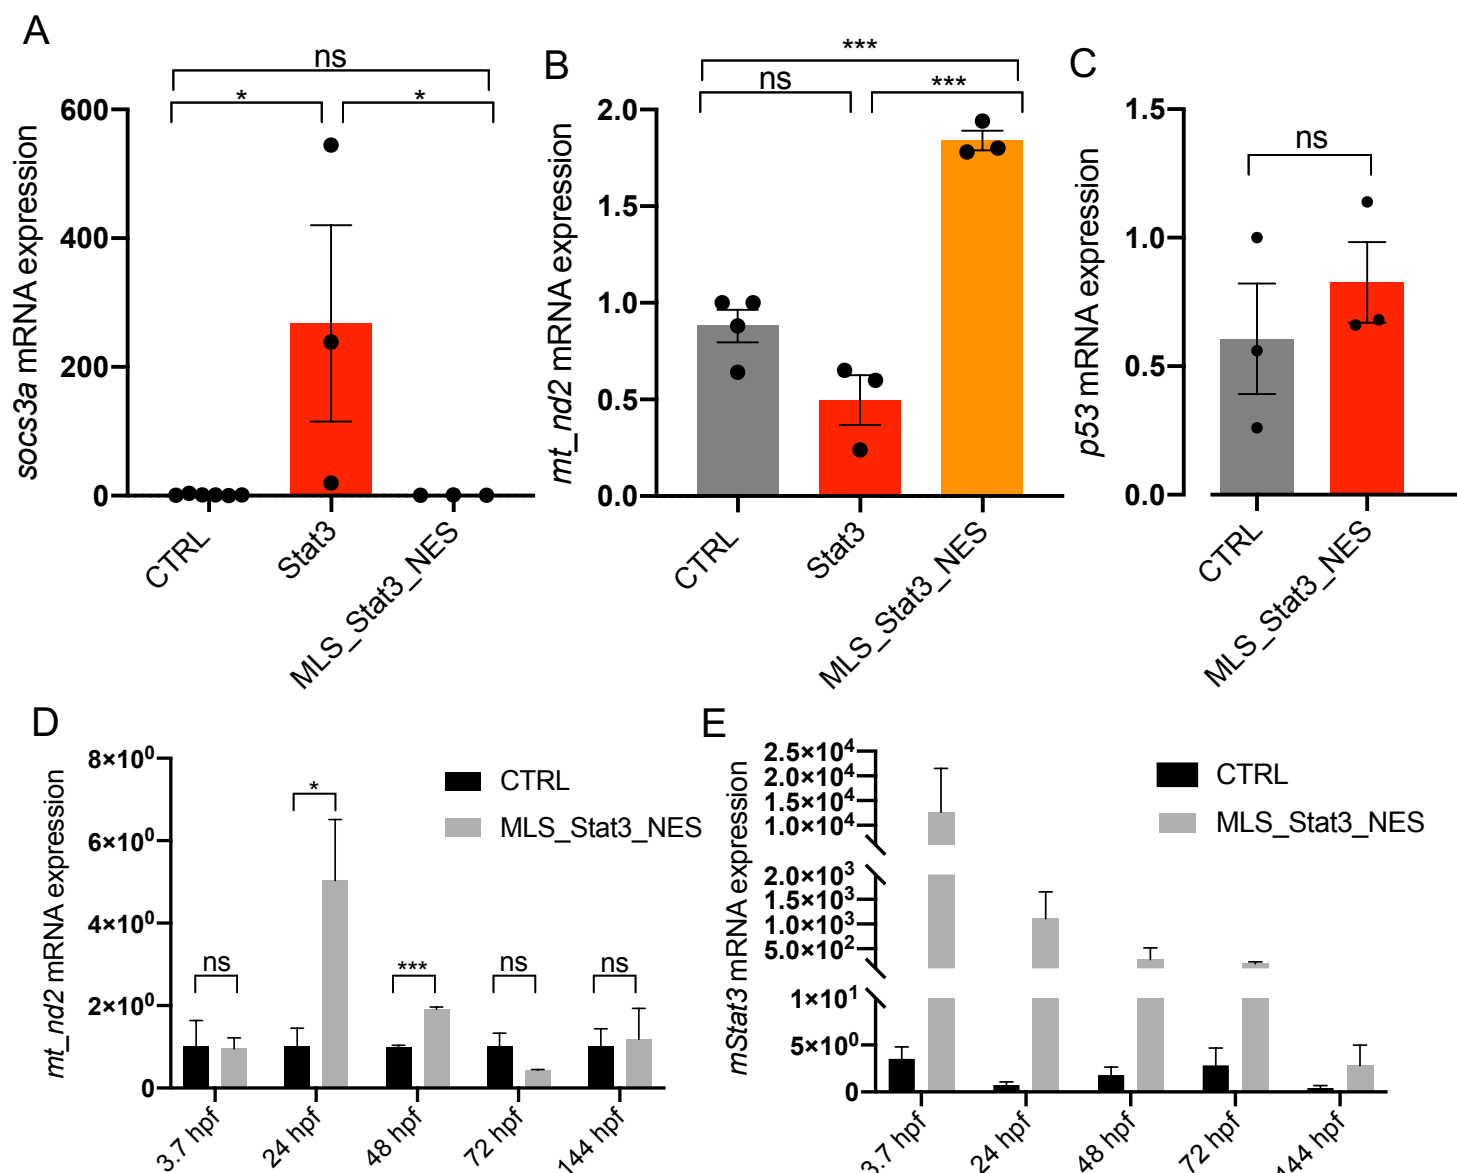 A
socs3a mRNA expression
600
400
200
0
ns
*
*
CTRL
Stat3
MLS_Stat3_NES
B
mt_nd2 mRNA expression
2.0
1.5
1.0
0.5
0.0
***
ns
***
CTRL
Stat3
MLS_Stat3_NES
C
p53 mRNA expression
1.5
1.0
0.5
0.0
ns
CTRL
MLS_Stat3_NES
D
mt_nd2 mRNA expression
8×10⁰
6×10⁰
4×10⁰
2×10⁰
0
CTRL
MLS_Stat3_NES
ns
*
***
ns
ns
3.7 hpf
24 hpf
48 hpf
72 hpf
144 hpf
E
mStat3 mRNA expression
2.5×10⁴
2.0×10⁴
1.5×10⁴
1.0×10⁴
2.0×10³
1.5×10³
1.0×10³
5.0×10²
1×10¹
5×10⁰
0
CTRL
MLS_Stat3_NES
3.7 hpf
24 hpf
48 hpf
72 hpf
144 hpf